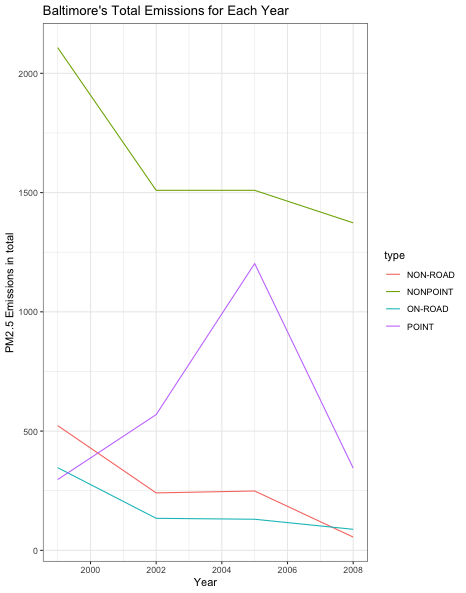 Baltimore's Total Emissions for Each Year
PM2.5 Emissions in total
2000
1500
1000
500
0
2000 2002 2004 2006 2008
Year
type
NON-ROAD
NONPOINT
ON-ROAD
POINT